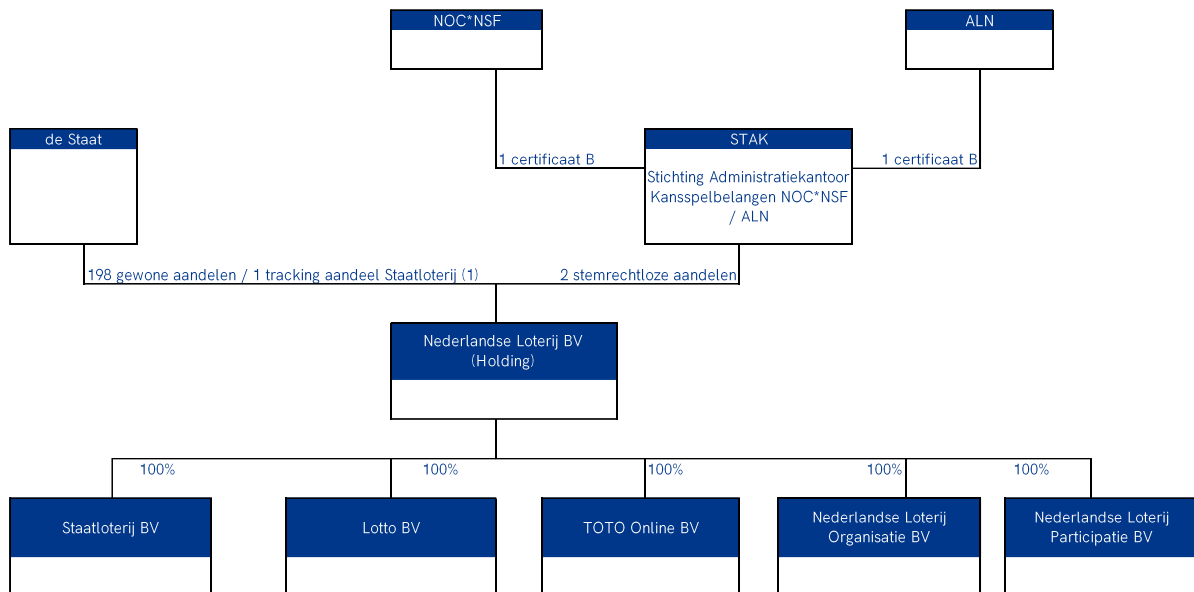 NOC*NSF
ALN
de Staat
STAK
1 certificaat B
1 certificaat B
Stichting Administratiekantoor
Kansspelbelangen NOC*NSF
/ ALN
198 gewone aandelen / 1 tracking aandeel Staatloterij (1)
2 stemrechtloze aandelen
Nederlandse Loterij BV
(Holding)
100%
100%
100%
100%
100%
Staatloterij BV
Lotto BV
TOTO Online BV
Nederlandse Loterij
Organisatie BV
Nederlandse Loterij
Participatie BV